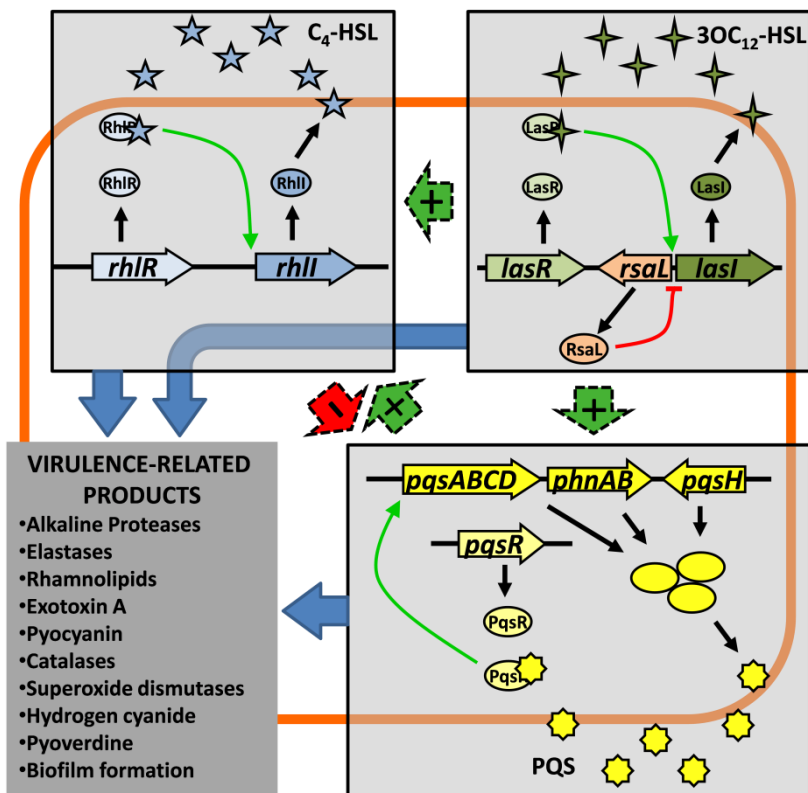 C₄-HSL
RhlR
RhlR
RhlI
rhlR
rhlI
+
3OC₁₂-HSL
LasR
LasR
LasI
lasR
rsaL
lasI
RsaL
-
+
+
VIRULENCE-RELATED
PRODUCTS
•Alkaline Proteases
•Elastases
•Rhamnolipids
•Exotoxin A
•Pyocyanin
•Catalases
•Superoxide dismutases
•Hydrogen cyanide
•Pyoverdine
•Biofilm formation
pqsABCD
phnAB
pqsH
pqsR
PqsR
PqsR
PQS